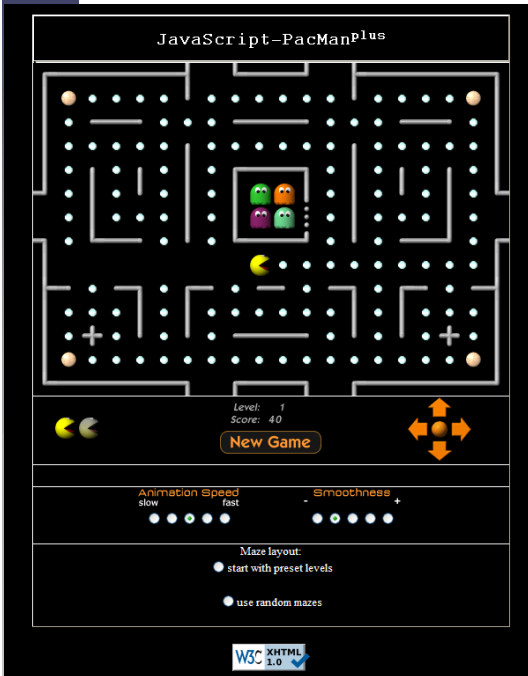 JavaScript-PacManplus
Level: 1
Score: 40
New Game
Animation Speed
slow fast
Smoothness
- +
Maze layout:
start with preset levels
use random mazes
W3C XHTML 1.0